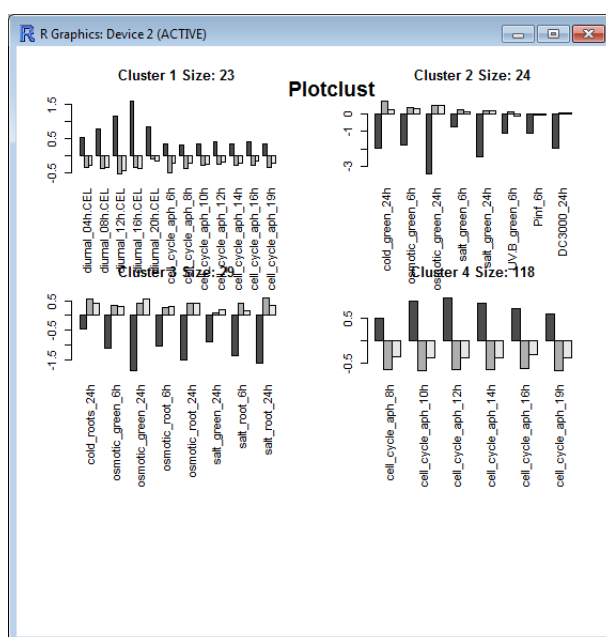 R Graphics: Device 2 (ACTIVE)
Plotclust
Cluster 1 Size: 23
1.5
0.5
-0.5
diurnal_04h.CEL
diurnal_08h.CEL
diurnal_12h.CEL
diurnal_16h.CEL
diurnal_20h.CEL
cell_cycle_aph_6h
cell_cycle_aph_8h
cell_cycle_aph_10h
cell_cycle_aph_12h
cell_cycle_aph_14h
cell_cycle_aph_16h
cell_cycle_aph_19h
Cluster 2 Size: 24
0
-1
-3
cold_green_24h
osmotic_green_6h
osmotic_green_24h
salt_green_6h
salt_green_24h
UV.B_green_6h
Pinf_6h
DC3000_24h
Cluster 3 Size: 29
0.5
-0.5
-1.5
cold_roots_24h
osmotic_green_6h
osmotic_green_24h
osmotic_root_6h
osmotic_root_24h
salt_green_24h
salt_root_6h
salt_root_24h
Cluster 4 Size: 118
0.5
-0.5
cell_cycle_aph_8h
cell_cycle_aph_10h
cell_cycle_aph_12h
cell_cycle_aph_14h
cell_cycle_aph_16h
cell_cycle_aph_19h